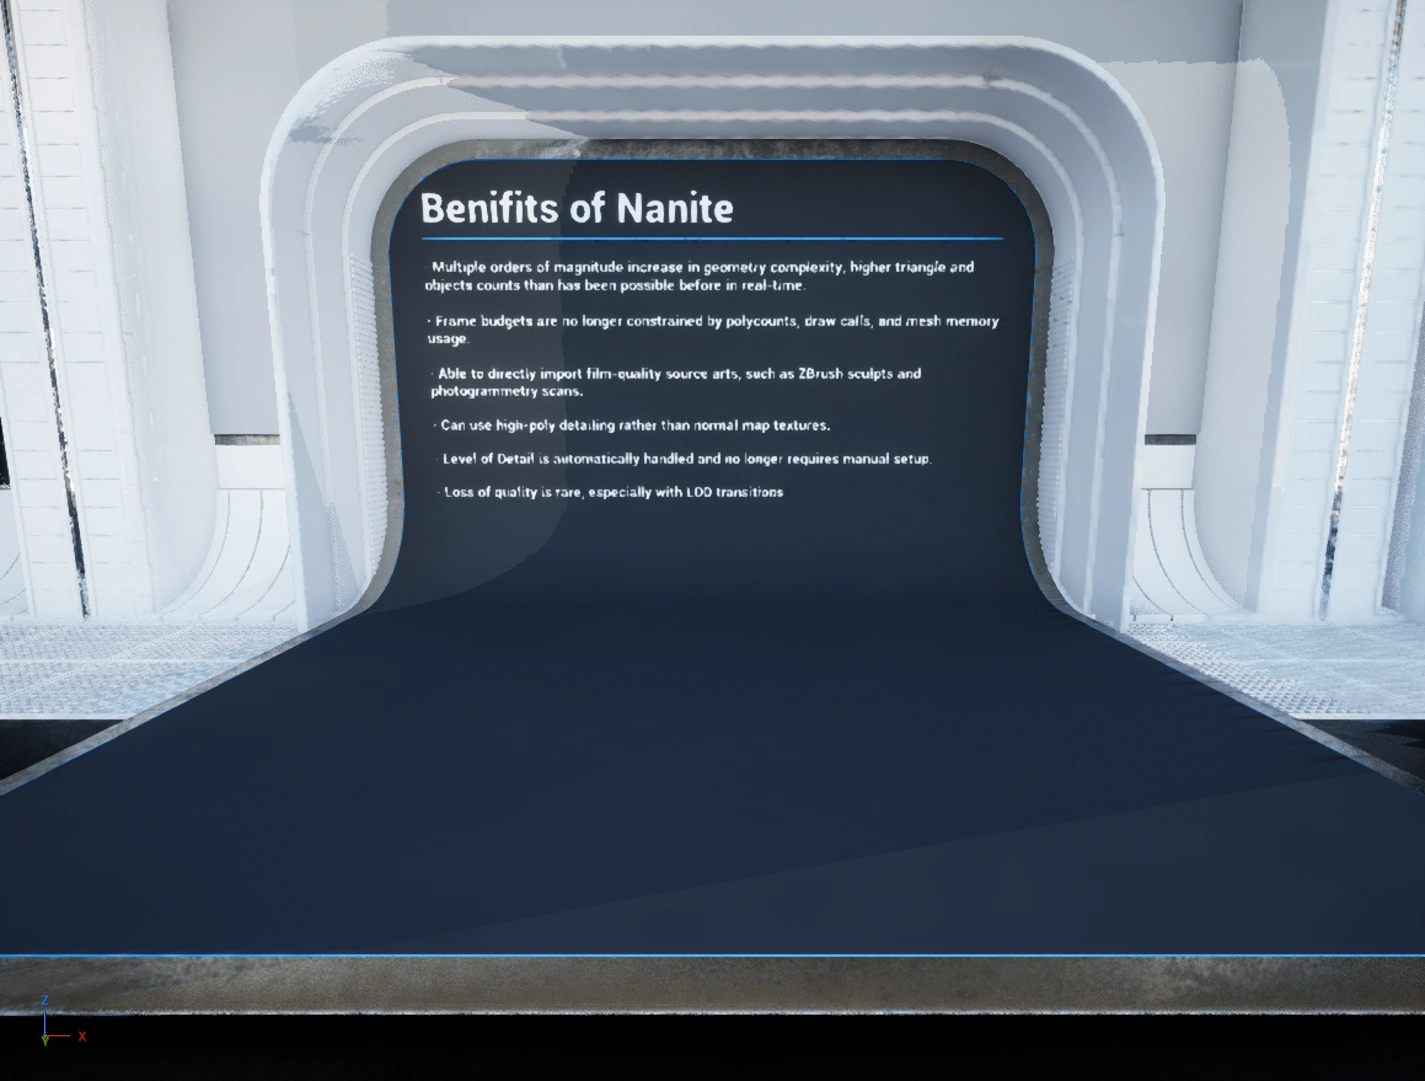 Benifits of Nanite
· Multiple orders of magnitude increase in geometry complexity, higher triangle and
objects counts than has been possible before in real-time.
· Frame budgets are no longer constrained by polycounts, draw calls, and mesh memory
usage.
· Able to directly import film-quality source arts, such as ZBrush sculpts and
photogrammetry scans.
· Can use high-poly detailing rather than normal map textures.
· Level of Detail is automatically handled and no longer requires manual setup.
· Loss of quality is rare, especially with LOD transitions
Z
X
Y